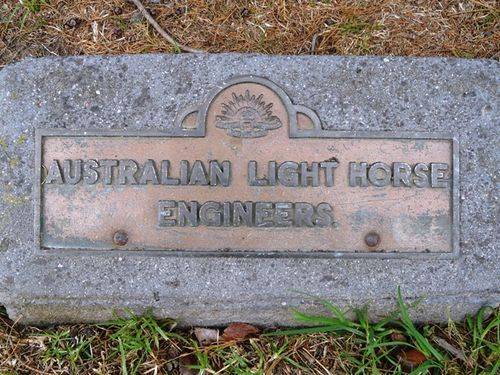 AUSTRALIAN LIGHT HORSE
ENGINEERS